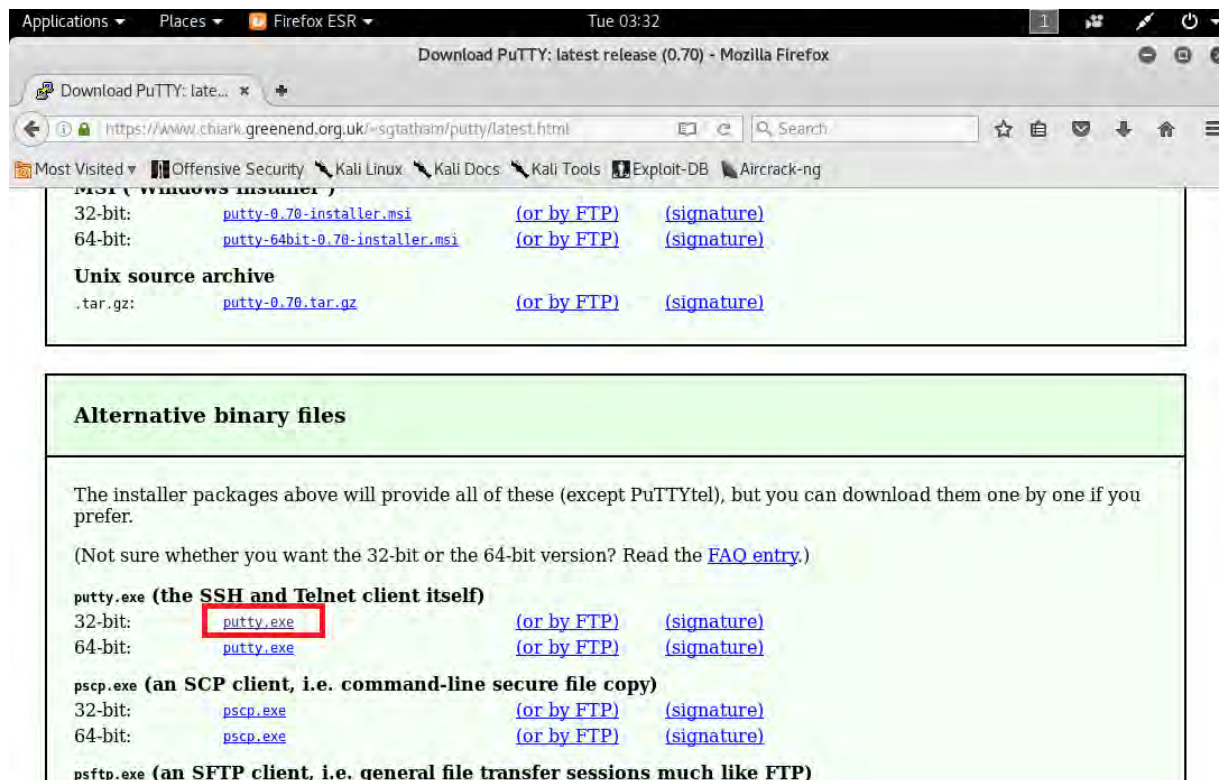 Applications Places Firefox ESR Tue 03:32 1
Download PuTTY: latest release (0.70) - Mozilla Firefox
Download PuTTY: late...
https://www.chiark.greenend.org.uk/~sgtatham/putty/latest.html Search
Most Visited Offensive Security Kali Linux Kali Docs Kali Tools Exploit-DB Aircrack-ng
MSI ('Windows Installer')
32-bit: putty-0.70-installer.msi (or by FTP) (signature)
64-bit: putty-64bit-0.70-installer.msi (or by FTP) (signature)
Unix source archive
.tar.gz: putty-0.70.tar.gz (or by FTP) (signature)
Alternative binary files
The installer packages above will provide all of these (except PuTTYtel), but you can download them one by one if you
prefer.
(Not sure whether you want the 32-bit or the 64-bit version? Read the FAQ entry.)
putty.exe (the SSH and Telnet client itself)
32-bit: putty.exe (or by FTP) (signature)
64-bit: putty.exe (or by FTP) (signature)
pscp.exe (an SCP client, i.e. command-line secure file copy)
32-bit: pscp.exe (or by FTP) (signature)
64-bit: pscp.exe (or by FTP) (signature)
psftp.exe (an SFTP client, i.e. general file transfer sessions much like FTP)